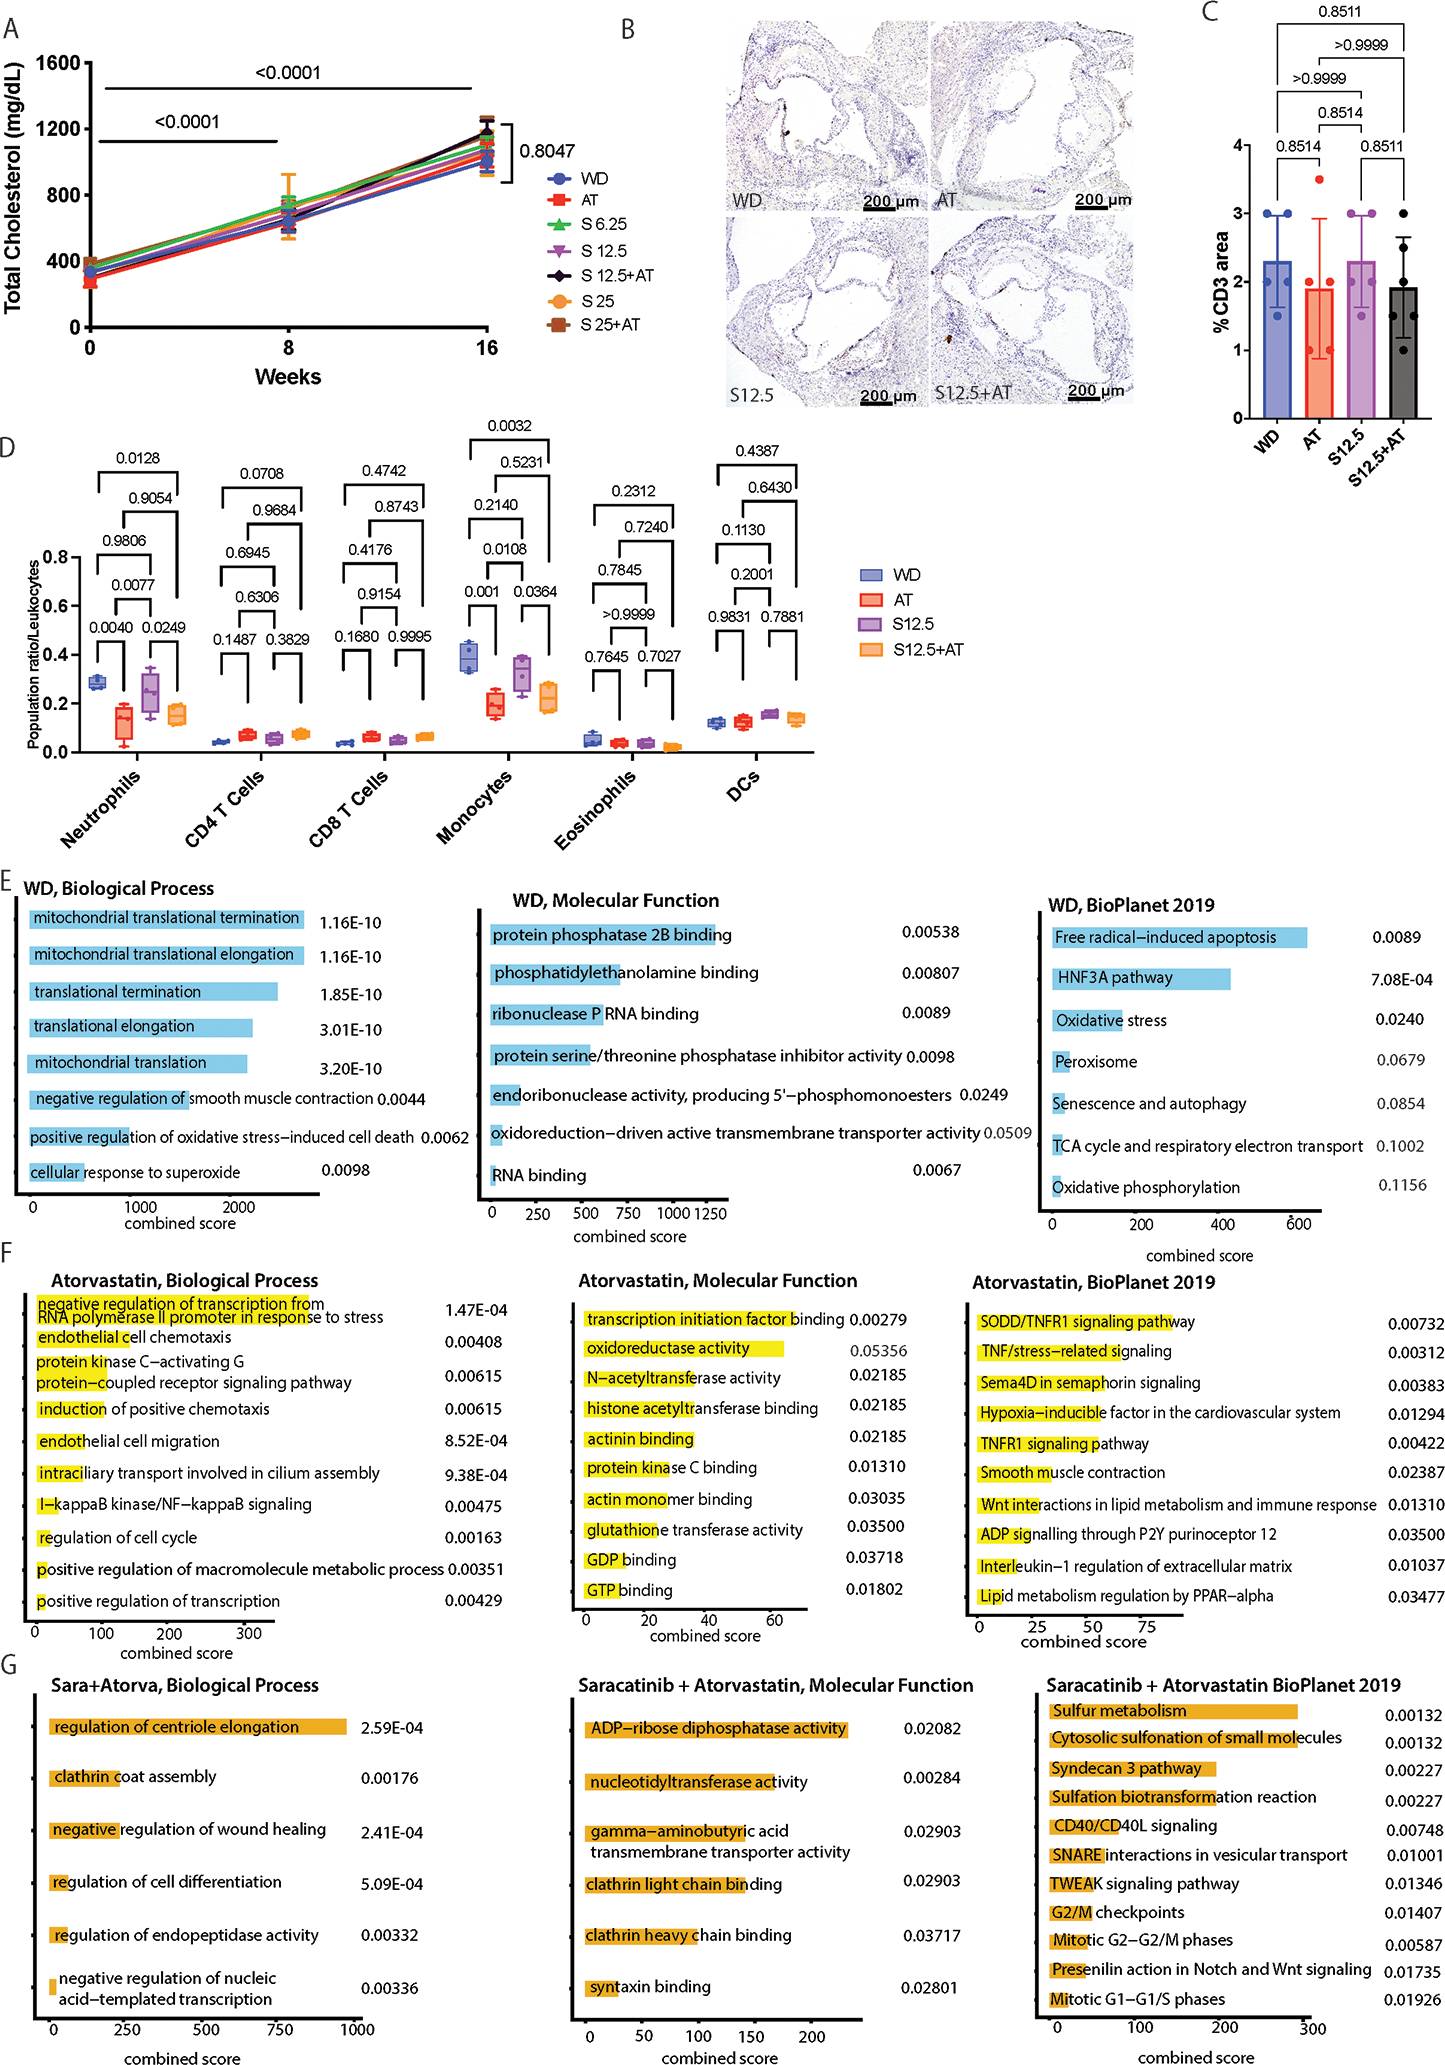 A
Total Cholesterol (mg/dL)
1600
1200
800
400
0
0
8
16
Weeks
<0.0001
<0.0001
0.8047
WD
AT
S 6.25
S 12.5
S 12.5+AT
S 25
S 25+AT
B
WD
200 µm
AT
200 µm
S12.5
200 µm
S12.5+AT
200 µm
C
0.8511
>0.9999
>0.9999
0.8514
0.8514
0.8511
%CD3 area
4
3
2
1
0
WD
AT
S12.5
S12.5+AT
D
Population ratio/Leukocytes
0.8
0.6
0.4
0.2
0.0
0.0128
0.9054
0.9806
0.0077
0.0040
0.0249
0.0708
0.9684
0.6945
0.6306
0.1487
0.3829
0.4742
0.8743
0.4176
0.9154
0.1680
0.9995
0.0032
0.5231
0.2140
0.0108
0.001
0.0364
0.2312
0.7240
0.7845
>0.9999
0.7645
0.7027
0.4387
0.6430
0.1130
0.2001
0.9831
0.7881
Neutrophils
CD4 T Cells
CD8 T Cells
Monocytes
Eosinophils
DCs
WD
AT
S12.5
S12.5+AT
E
WD, Biological Process
mitochondrial translational termination 1.16E-10
mitochondrial translational elongation 1.16E-10
translational termination 1.85E-10
translational elongation 3.01E-10
mitochondrial translation 3.20E-10
negative regulation of smooth muscle contraction 0.0044
positive regulation of oxidative stress−induced cell death 0.0062
cellular response to superoxide 0.0098
0 1000 2000
combined score
WD, Molecular Function
protein phosphatase 2B binding 0.00538
phosphatidylethanolamine binding 0.00807
ribonuclease P RNA binding 0.0089
protein serine/threonine phosphatase inhibitor activity 0.0098
endoribonuclease activity, producing 5'−phosphomonoesters 0.0249
oxidoreduction−driven active transmembrane transporter activity 0.0509
RNA binding 0.0067
0 250 500 750 1000 1250
combined score
WD, BioPlanet 2019
Free radical−induced apoptosis 0.0089
HNF3A pathway 7.08E-04
Oxidative stress 0.0240
Peroxisome 0.0679
Senescence and autophagy 0.0854
TCA cycle and respiratory electron transport 0.1002
Oxidative phosphorylation 0.1156
0 200 400 600
combined score
F
Atorvastatin, Biological Process
negative regulation of transcription from
RNA polymerase II promoter in response to stress 1.47E-04
endothelial cell chemotaxis 0.00408
protein kinase C−activating G
protein−coupled receptor signaling pathway 0.00615
induction of positive chemotaxis 0.00615
endothelial cell migration 8.52E-04
intraciliary transport involved in cilium assembly 9.38E-04
I−kappaB kinase/NF−kappaB signaling 0.00475
regulation of cell cycle 0.00163
positive regulation of macromolecule metabolic process 0.00351
positive regulation of transcription 0.00429
0 100 200 300
combined score
Atorvastatin, Molecular Function
transcription initiation factor binding 0.00279
oxidoreductase activity 0.05356
N−acetyltransferase activity 0.02185
histone acetyltransferase binding 0.02185
actinin binding 0.02185
protein kinase C binding 0.01310
actin monomer binding 0.03035
glutathione transferase activity 0.03500
GDP binding 0.03718
GTP binding 0.01802
0 20 40 60
combined score
Atorvastatin, BioPlanet 2019
SODD/TNFR1 signaling pathway 0.00732
TNF/stress−related signaling 0.00312
Sema4D in semaphorin signaling 0.00383
Hypoxia−inducible factor in the cardiovascular system 0.01294
TNFR1 signaling pathway 0.00422
Smooth muscle contraction 0.02387
Wnt interactions in lipid metabolism and immune response 0.01310
ADP signalling through P2Y purinoceptor 12 0.03500
Interleukin−1 regulation of extracellular matrix 0.01037
Lipid metabolism regulation by PPAR−alpha 0.03477
0 25 50 75
combined score
G
Sara+Atorva, Biological Process
regulation of centriole elongation 2.59E-04
clathrin coat assembly 0.00176
negative regulation of wound healing 2.41E-04
regulation of cell differentiation 5.09E-04
regulation of endopeptidase activity 0.00332
negative regulation of nucleic
acid−templated transcription 0.00336
0 250 500 750 1000
combined score
Saracatinib + Atorvastatin, Molecular Function
ADP−ribose diphosphatase activity 0.02082
nucleotidyltransferase activity 0.00284
gamma−aminobutyric acid
transmembrane transporter activity 0.02903
clathrin light chain binding 0.02903
clathrin heavy chain binding 0.03717
syntaxin binding 0.02801
0 50 100 150 200
combined score
Saracatinib + Atorvastatin BioPlanet 2019
Sulfur metabolism 0.00132
Cytosolic sulfonation of small molecules 0.00132
Syndecan 3 pathway 0.00227
Sulfation biotransformation reaction 0.00227
CD40/CD40L signaling 0.00748
SNARE interactions in vesicular transport 0.01001
TWEAK signaling pathway 0.01346
G2/M checkpoints 0.01407
Mitotic G2−G2/M phases 0.00587
Presenilin action in Notch and Wnt signaling 0.01735
Mitotic G1−G1/S phases 0.01926
0 100 200 300
combined score